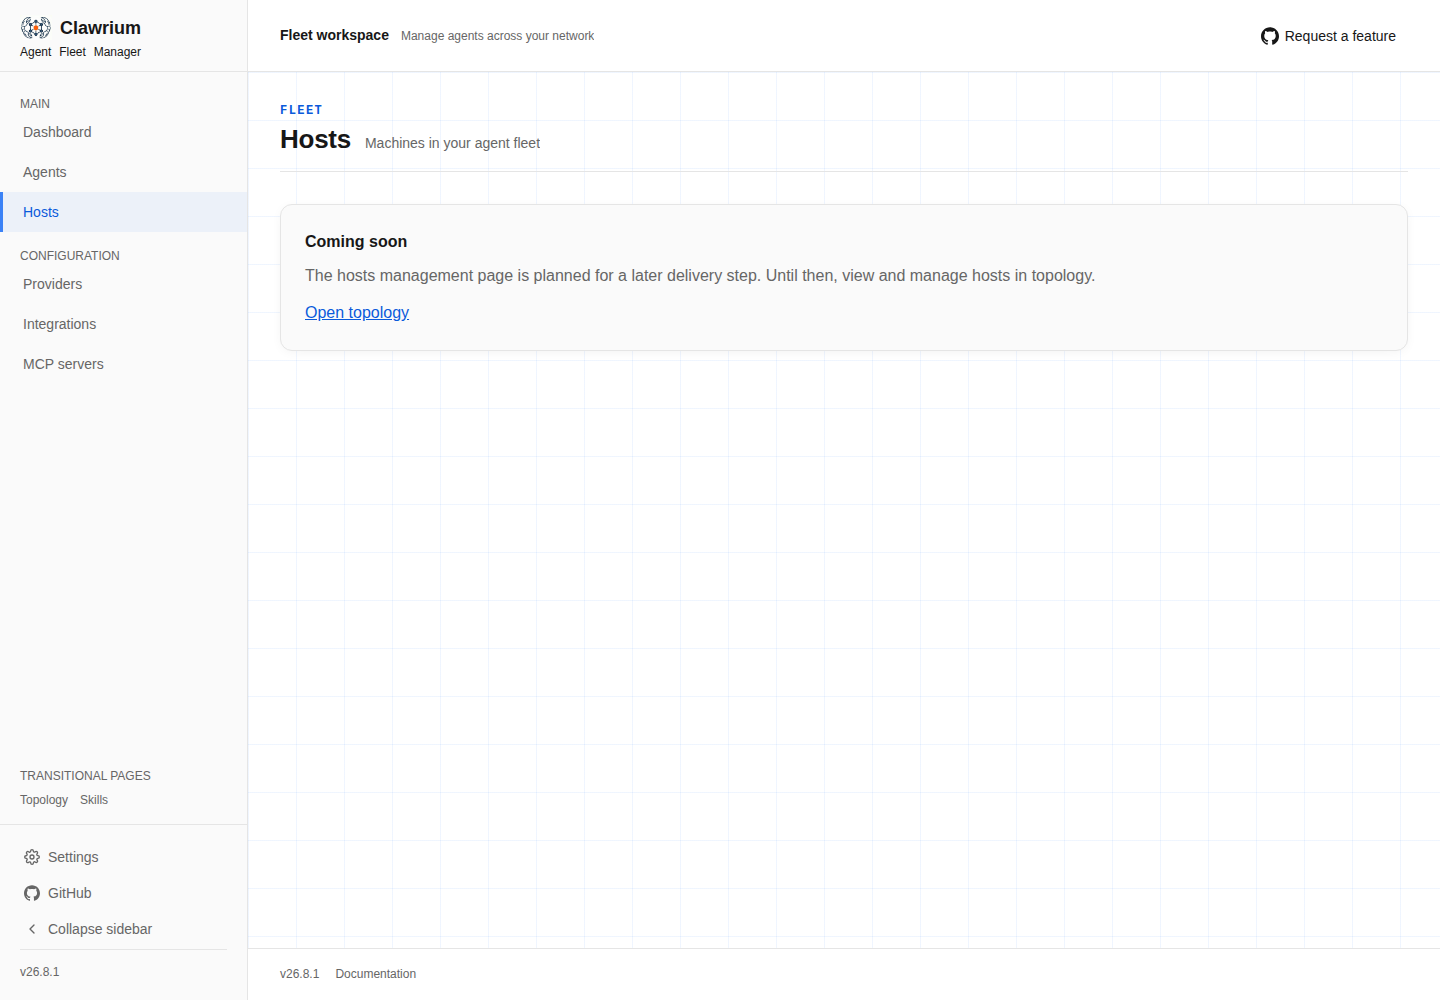 Clawrium
Agent Fleet Manager
MAIN
Dashboard
Agents
Hosts
CONFIGURATION
Providers
Integrations
MCP servers
TRANSITIONAL PAGES
Topology Skills
Settings
GitHub
Collapse sidebar
v26.8.1
Fleet workspace Manage agents across your network
Request a feature
FLEET
Hosts Machines in your agent fleet
Coming soon
The hosts management page is planned for a later delivery step. Until then, view and manage hosts in topology.
Open topology
v26.8.1 Documentation